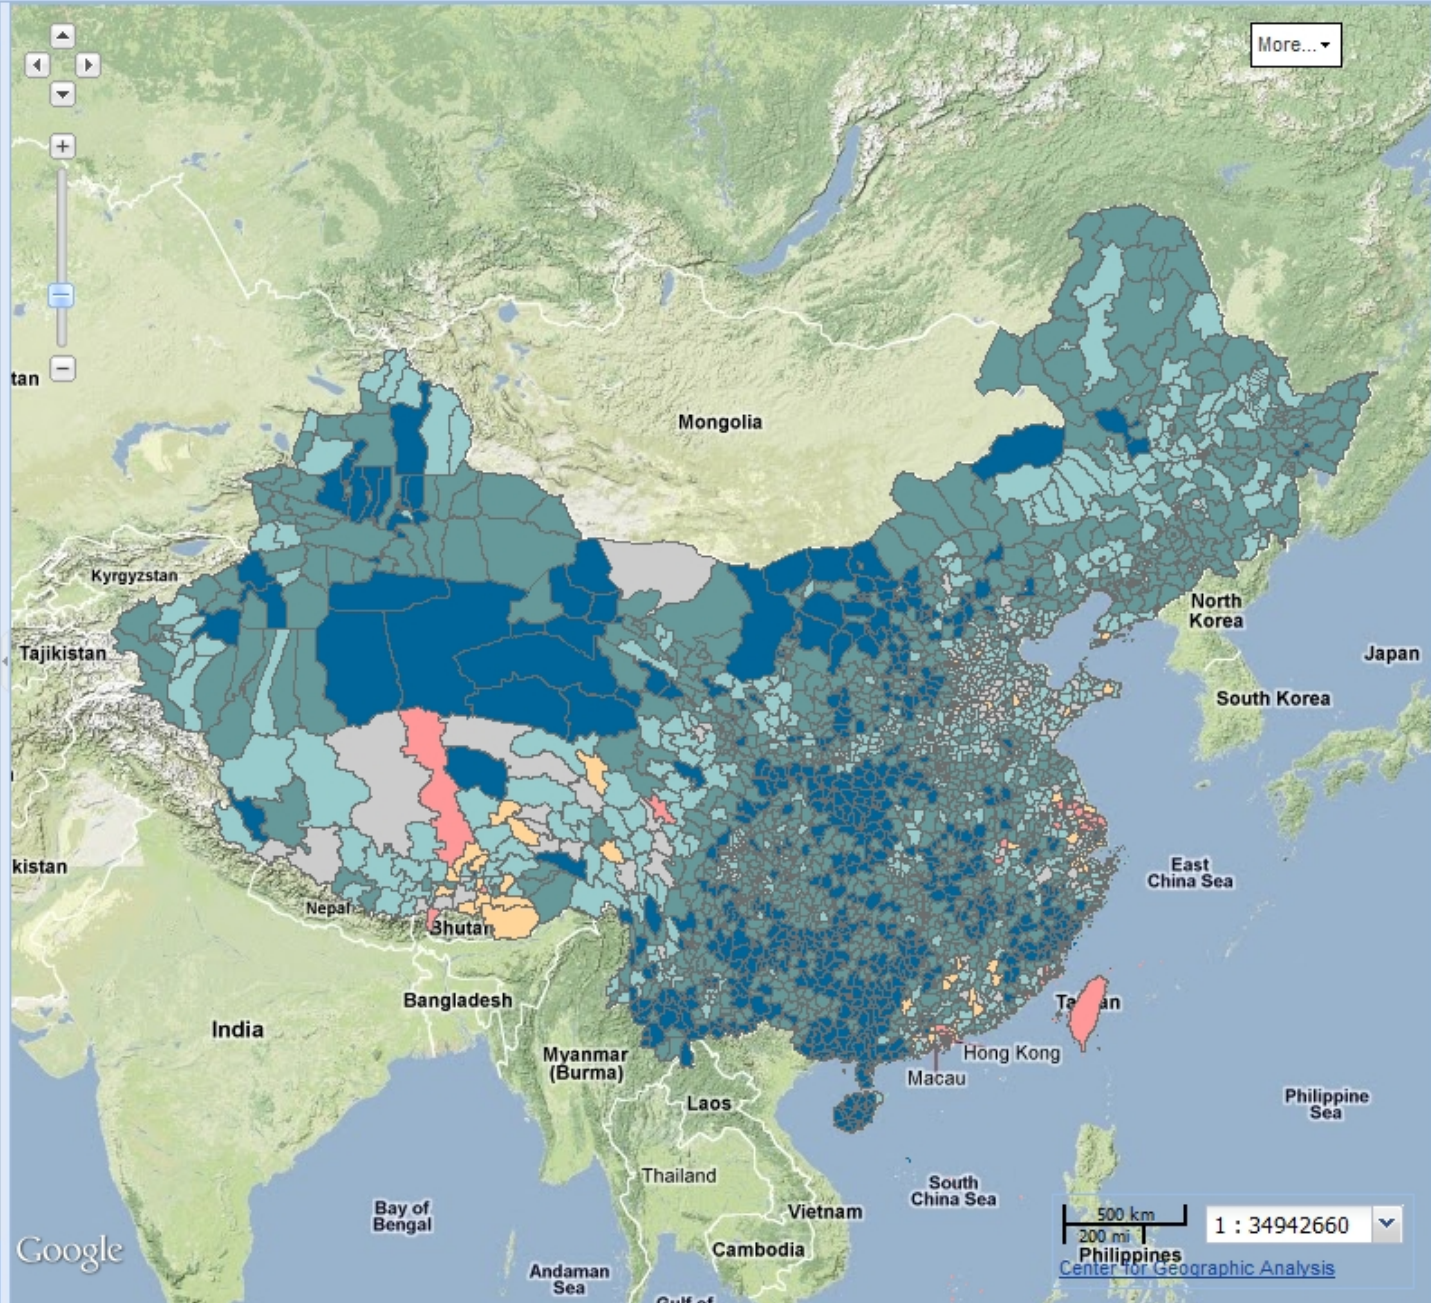 More...
+
−
tan
Mongolia
Kyrgyzstan
North
Korea
Tajikistan
Japan
South Korea
kistan
East
China Sea
Nepal
Bhutan
Bangladesh
India
Hong Kong
Myanmar
(Burma)
Macau
Laos
Philippine
Sea
Thailand
South
China Sea
Bay of
Bengal
Vietnam
500 km
1 : 34942660
200 mi
Google
Cambodia
Philippines
Center for Geographic Analysis
Andaman
Sea
Gulf of